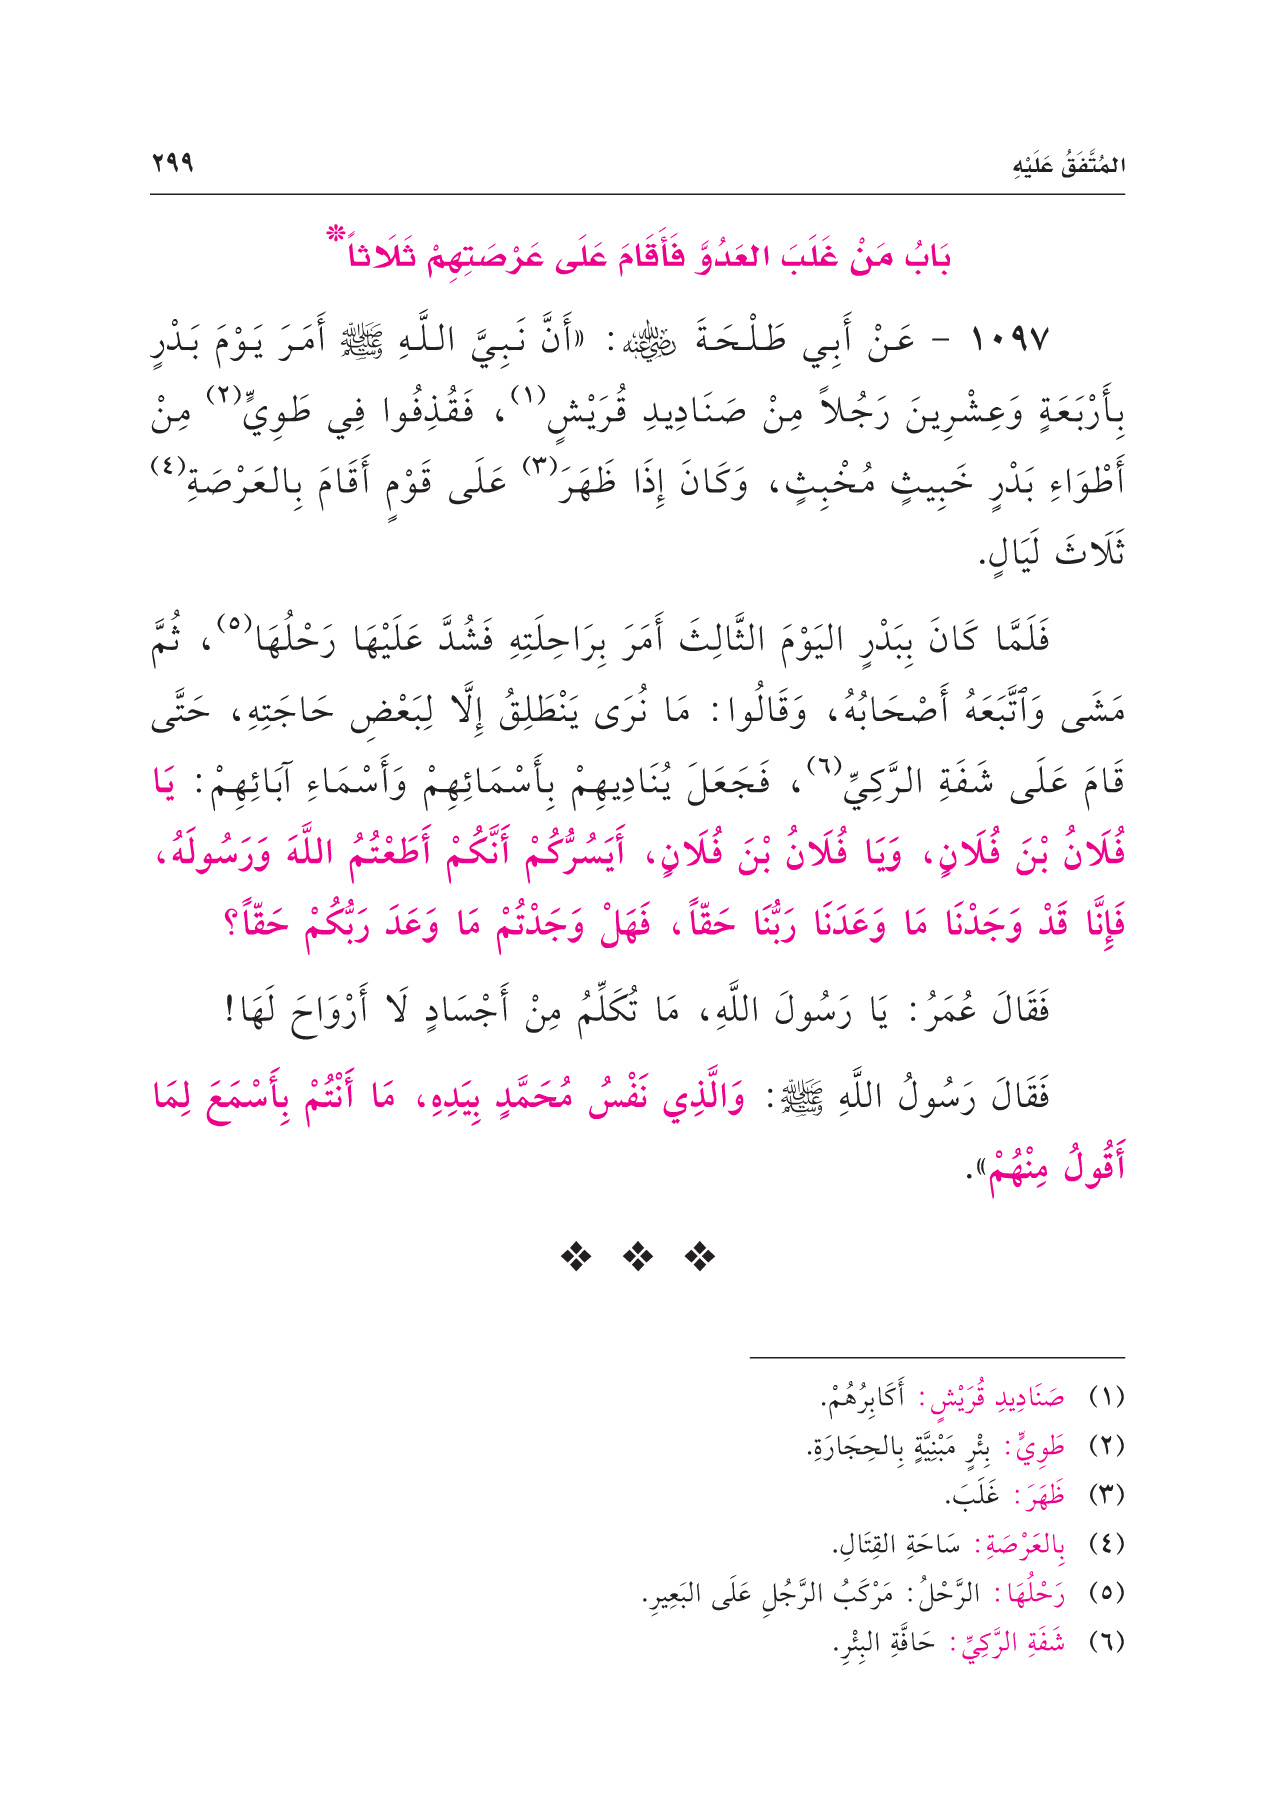 المُتَّفَقُ عَلَيْهِ ٢٩٩
بَابُ مَنْ غَلَبَ العَدُوَّ فَأَقَامَ عَلَى عَرْصَتِهِمْ ثَلَاثاً*
١٠٩٧ - عَنْ أَبِي طَلْحَةَ رضي الله عنه: «أَنَّ نَبِيَّ اللَّهِ ﷺ أَمَرَ يَوْمَ بَدْرٍ
بِأَرْبَعَةٍ وَعِشْرِينَ رَجُلاً مِنْ صَنَادِيدِ قُرَيْشٍ(١)، فَقُذِفُوا فِي طَوِيٍّ(٢) مِنْ
أَطْوَاءِ بَدْرٍ خَبِيثٍ مُخْبِثٍ، وَكَانَ إِذَا ظَهَرَ(٣) عَلَى قَوْمٍ أَقَامَ بِالعَرْصَةِ(٤)
ثَلَاثَ لَيَالٍ.
فَلَمَّا كَانَ بِبَدْرٍ اليَوْمَ الثَّالِثَ أَمَرَ بِرَاحِلَتِهِ فَشُدَّ عَلَيْهَا رَحْلُهَا(٥)، ثُمَّ
مَشَى وَٱتَّبَعَهُ أَصْحَابُهُ، وَقَالُوا: مَا نُرَى يَنْطَلِقُ إِلَّا لِبَعْضِ حَاجَتِهِ، حَتَّى
قَامَ عَلَى شَفَةِ الرَّكِيِّ(٦)، فَجَعَلَ يُنَادِيهِمْ بِأَسْمَائِهِمْ وَأَسْمَاءِ آبَائِهِمْ: يَا
فُلَانُ بْنَ فُلَانٍ، وَيَا فُلَانُ بْنَ فُلَانٍ، أَيَسُرُّكُمْ أَنَّكُمْ أَطَعْتُمُ اللَّهَ وَرَسُولَهُ،
فَإِنَّا قَدْ وَجَدْنَا مَا وَعَدَنَا رَبُّنَا حَقّاً، فَهَلْ وَجَدْتُمْ مَا وَعَدَ رَبُّكُمْ حَقّاً؟
فَقَالَ عُمَرُ: يَا رَسُولَ اللَّهِ، مَا تُكَلِّمُ مِنْ أَجْسَادٍ لَا أَرْوَاحَ لَهَا!
فَقَالَ رَسُولُ اللَّهِ ﷺ: وَالَّذِي نَفْسُ مُحَمَّدٍ بِيَدِهِ، مَا أَنْتُمْ بِأَسْمَعَ لِمَا
أَقُولُ مِنْهُمْ».
(١) صَنَادِيدِ قُرَيْشٍ: أَكَابِرُهُمْ.
(٢) طَوِيٍّ: بِئْرٍ مَبْنِيَّةٍ بِالحِجَارَةِ.
(٣) ظَهَرَ: غَلَبَ.
(٤) بِالعَرْصَةِ: سَاحَةِ القِتَالِ.
(٥) رَحْلُهَا: الرَّحْلُ: مَرْكَبُ الرَّجُلِ عَلَى البَعِيرِ.
(٦) شَفَةِ الرَّكِيِّ: حَافَّةِ البِئْرِ.